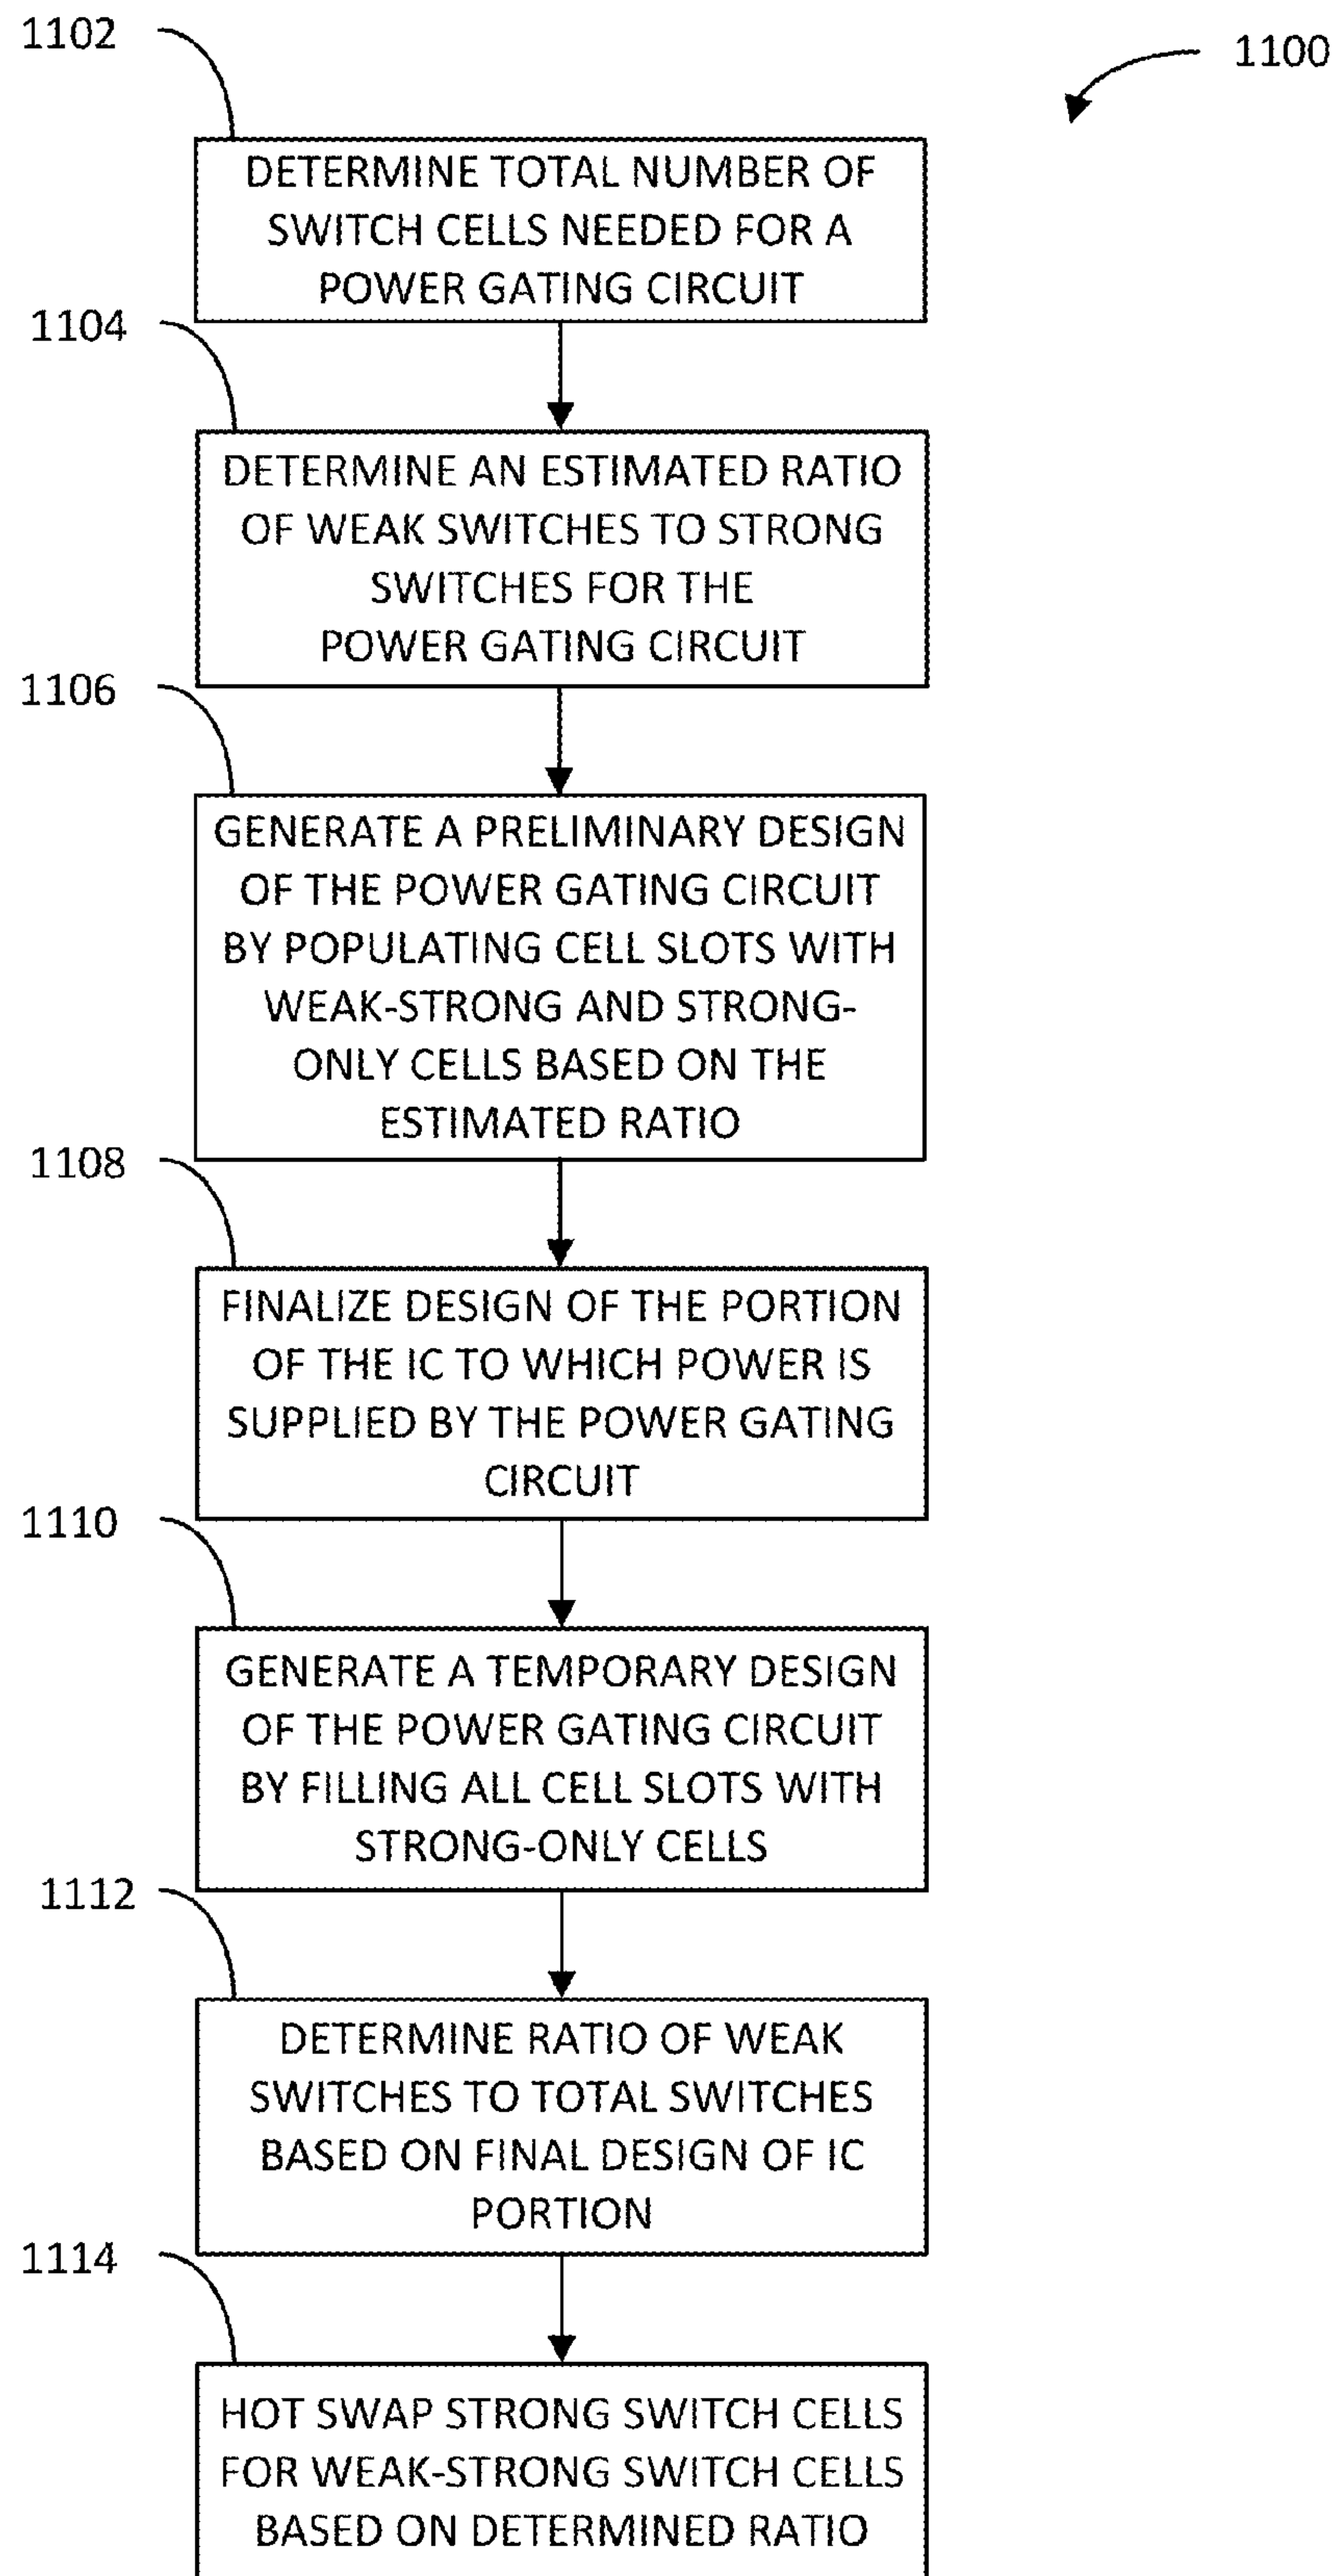 1102
1100
DETERMINE TOTAL NUMBER OF
SWITCH CELLS NEEDED FOR A
POWER GATING CIRCUIT
1104
DETERMINE AN ESTIMATED RATIO
OF WEAK SWITCHES TO STRONG
SWITCHES FOR THE
POWER GATING CIRCUIT
1106
GENERATE A PRELIMINARY DESIGN
OF THE POWER GATING CIRCUIT
BY POPULATING CELL SLOTS WITH
WEAK-STRONG AND STRONG-
ONLY CELLS BASED ON THE
ESTIMATED RATIO
1108
FINALIZE DESIGN OF THE PORTION
OF THE IC TO WHICH POWER IS
SUPPLIED BY THE POWER GATING
CIRCUIT
1110
GENERATE A TEMPORARY DESIGN
OF THE POWER GATING CIRCUIT
BY FILLING ALL CELL SLOTS WITH
STRONG-ONLY CELLS
1112
DETERMINE RATIO OF WEAK
SWITCHES TO TOTAL SWITCHES
BASED ON FINAL DESIGN OF IC
PORTION
1114
HOT SWAP STRONG SWITCH CELLS
FOR WEAK-STRONG SWITCH CELLS
BASED ON DETERMINED RATIO